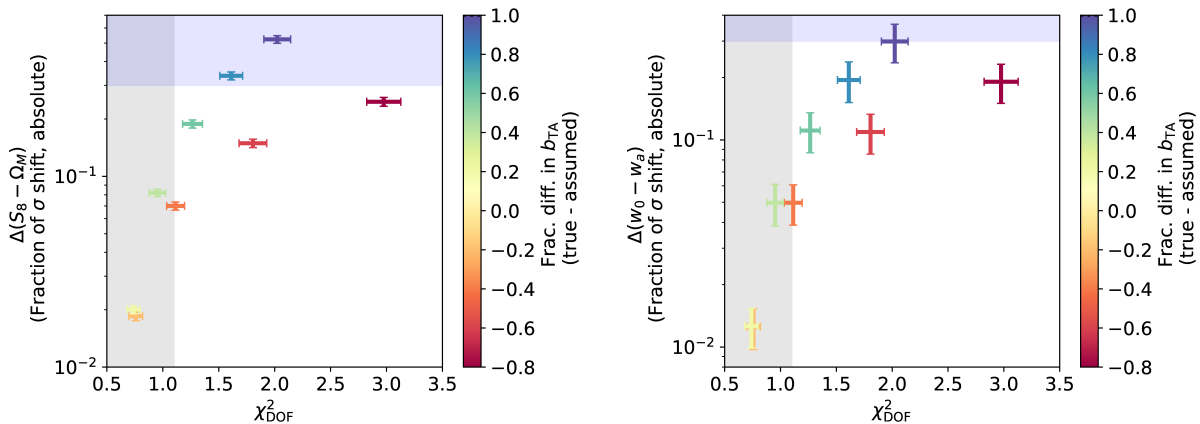 Δ(S₈ − Ω_M)
(Fraction of σ shift, absolute)
10⁻¹
10⁻²
0.5 1.0 1.5 2.0 2.5 3.0 3.5
χ²_DOF
1.0
0.8
0.6
0.4
0.2
0.0
−0.2
−0.4
−0.6
−0.8
Frac. diff. in b_TA
(true - assumed)
Δ(w₀ − wₐ)
(Fraction of σ shift, absolute)
10⁻¹
10⁻²
0.5 1.0 1.5 2.0 2.5 3.0 3.5
χ²_DOF
1.0
0.8
0.6
0.4
0.2
0.0
−0.2
−0.4
−0.6
−0.8
Frac. diff. in b_TA
(true - assumed)